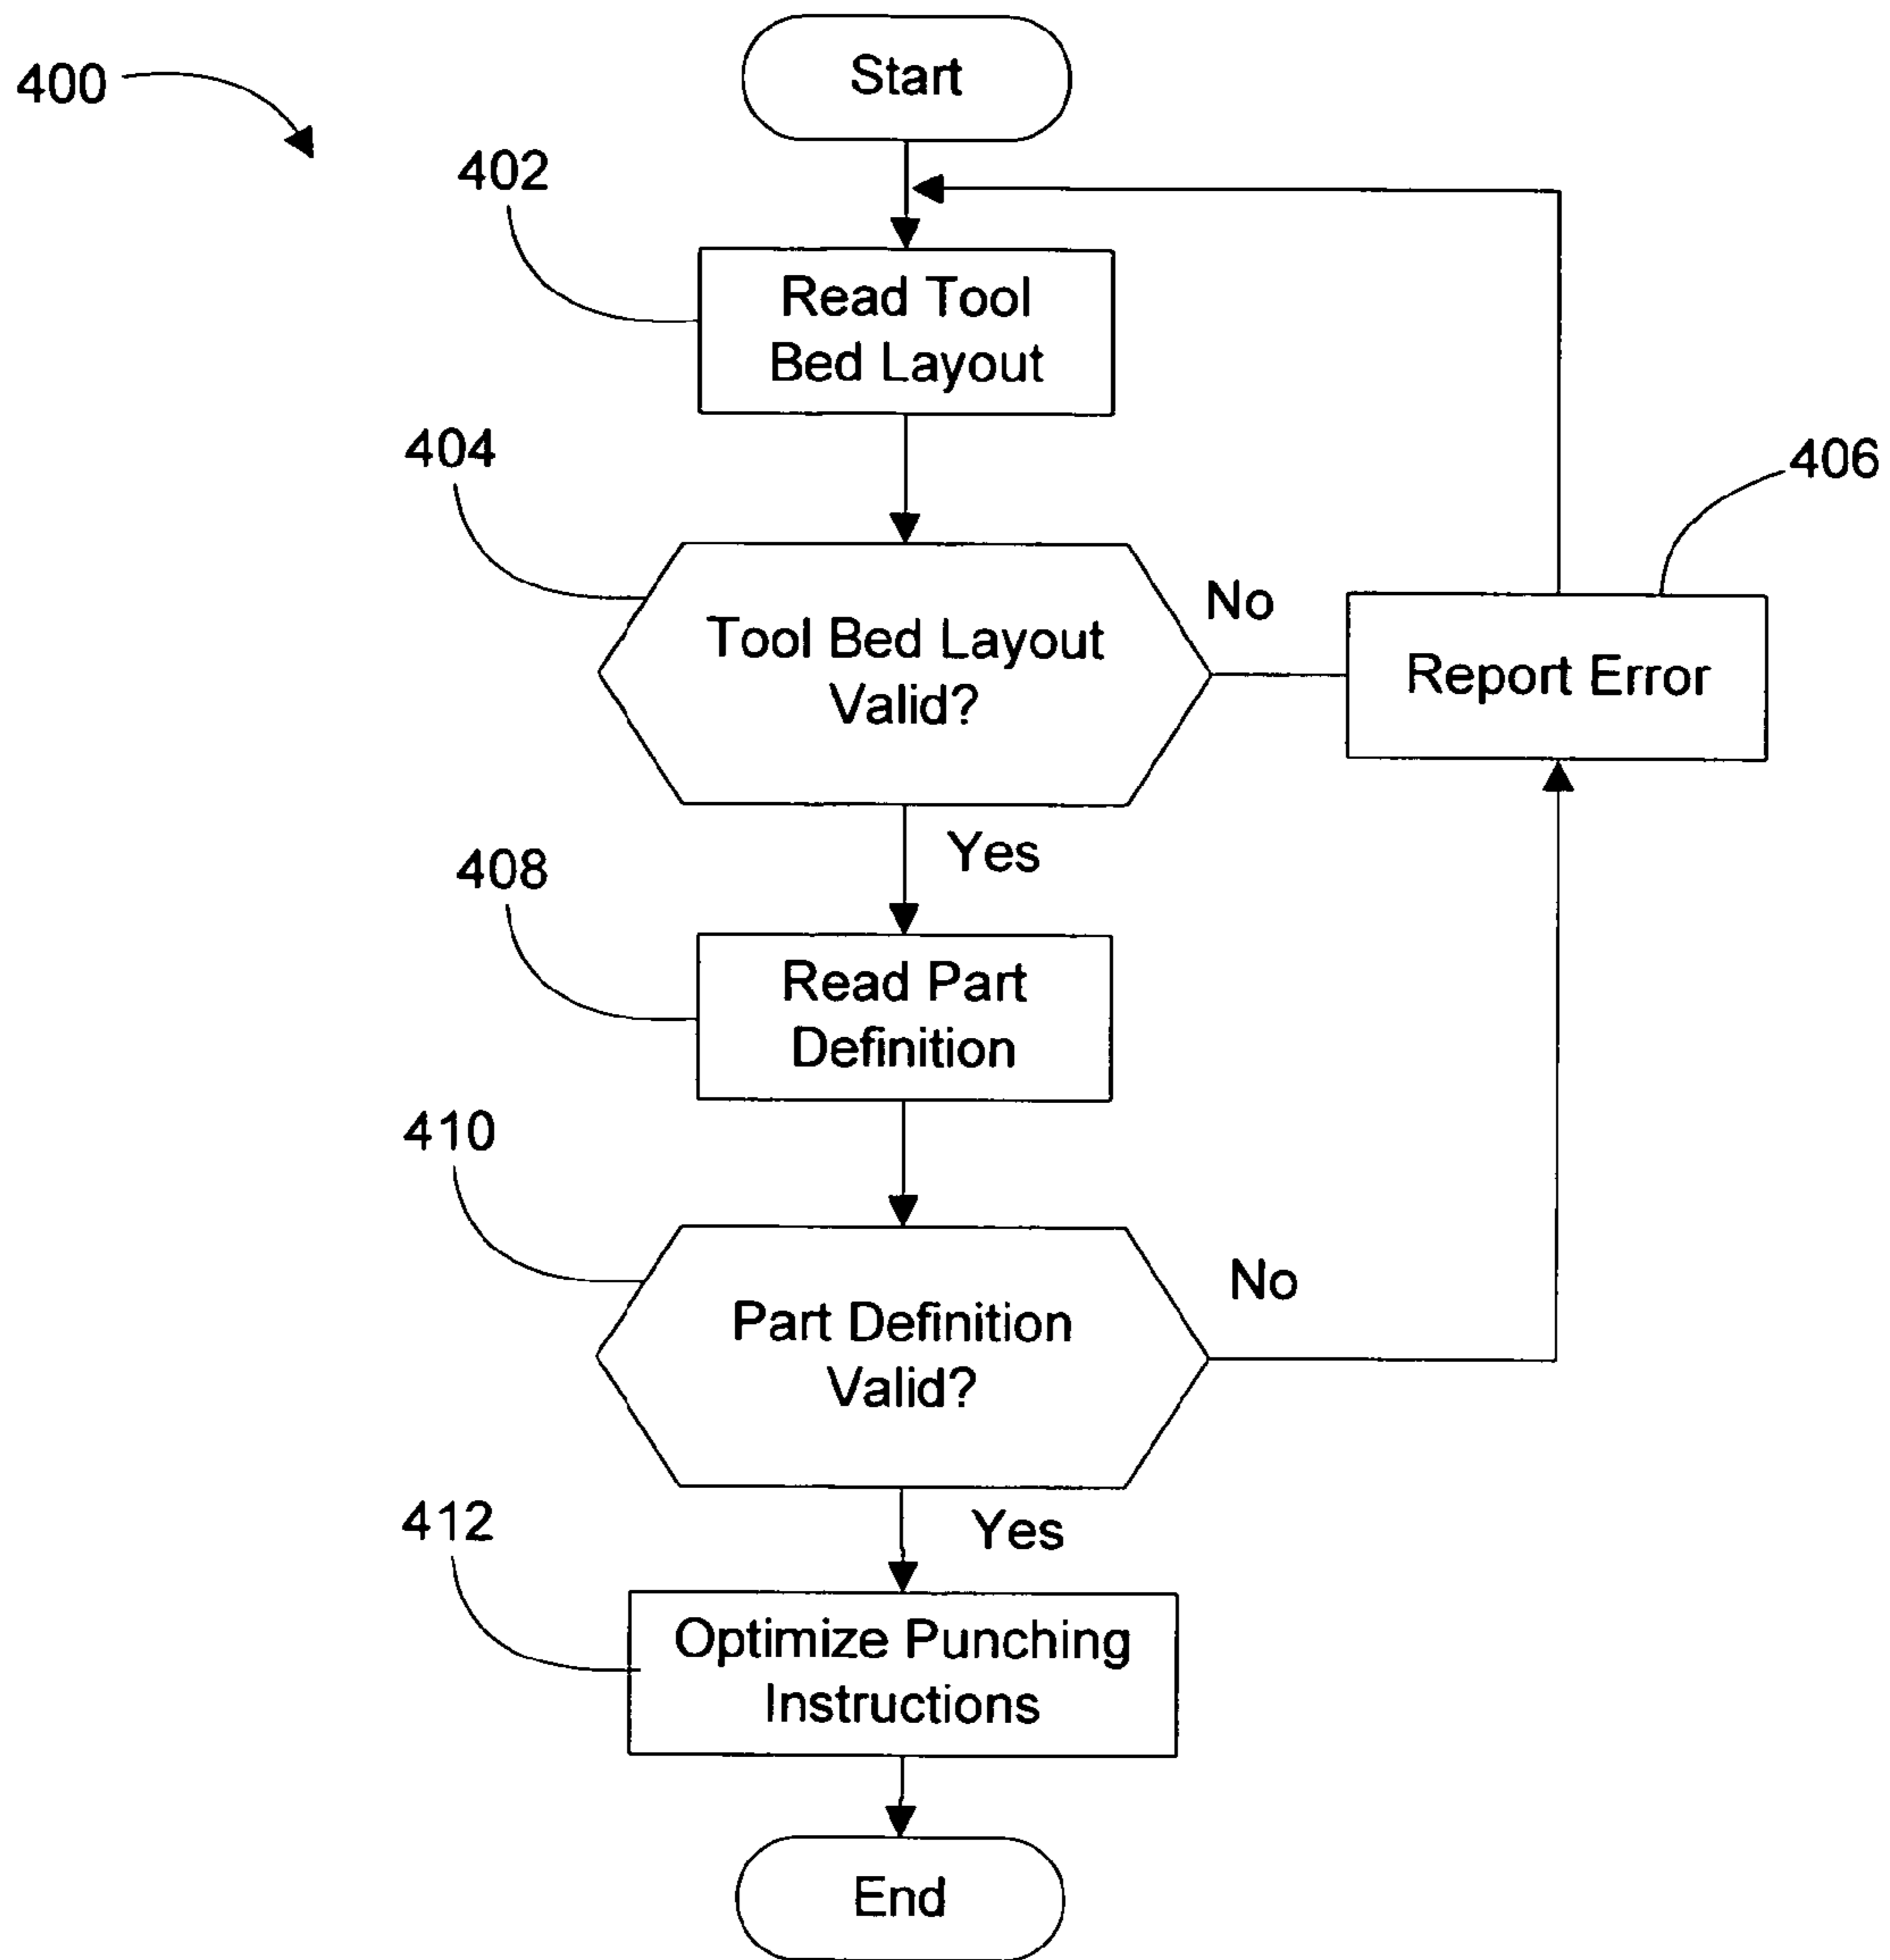 Start
400
402
Read Tool
Bed Layout
404
406
No
Tool Bed Layout
Valid?
Report Error
Yes
408
Read Part
Definition
410
No
Part Definition
Valid?
412
Yes
Optimize Punching
Instructions
End